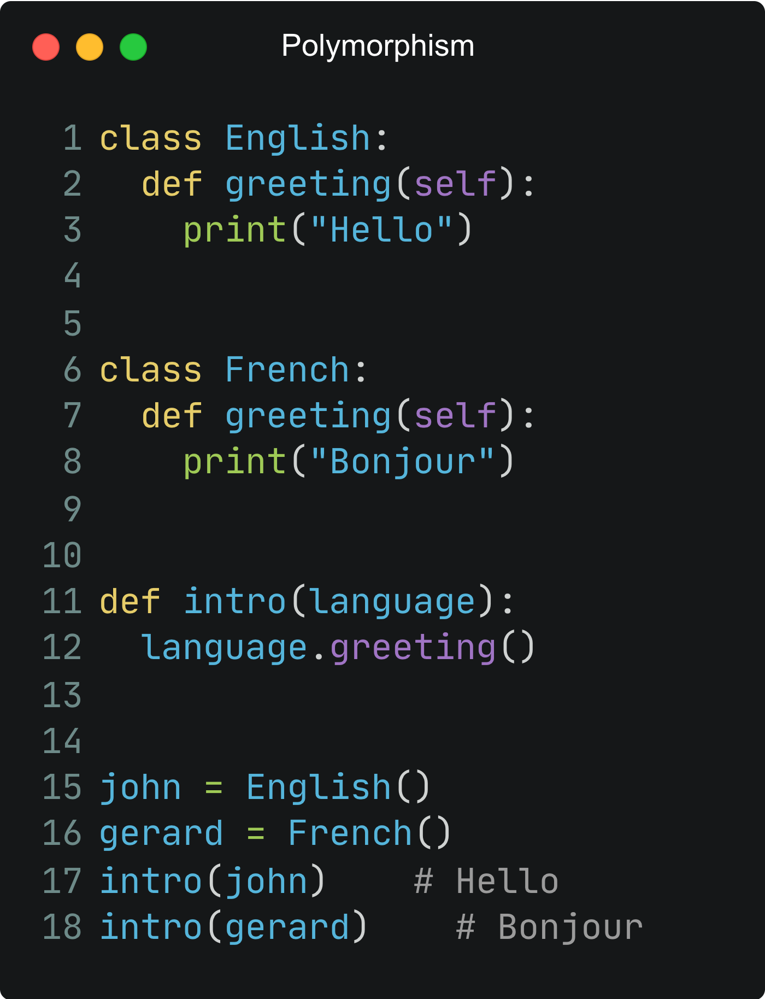 Polymorphism
1 class English:
2   def greeting(self):
3     print("Hello")
4
5
6 class French:
7   def greeting(self):
8     print("Bonjour")
9
10
11 def intro(language):
12   language.greeting()
13
14
15 john = English()
16 gerard = French()
17 intro(john)    # Hello
18 intro(gerard)    # Bonjour